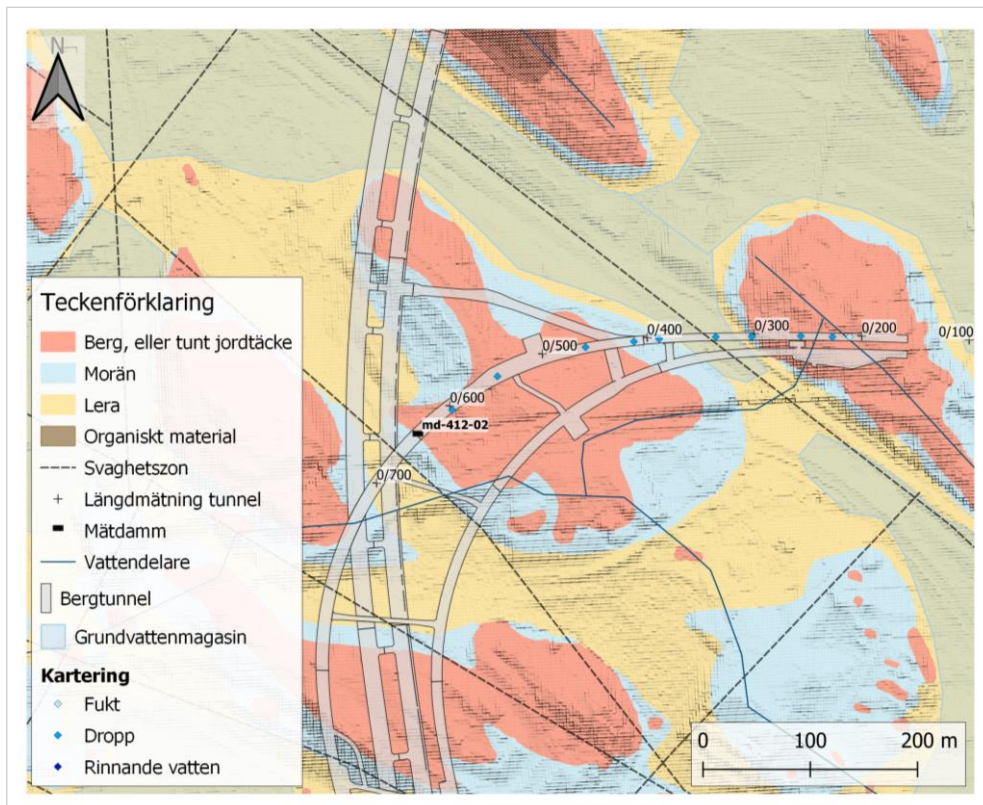 N
0/400
0/300
0/200
0/100
0/500
0/600
md-412-02
0/700
Teckenförklaring
Berg, eller tunt jordtäcke
Morän
Lera
Organiskt material
Svaghetszon
Längdmätning tunnel
Mätdamm
Vattendelare
Bergtunnel
Grundvattenmagasin
Kartering
Fukt
Dropp
Rinnande vatten
0 100 200 m